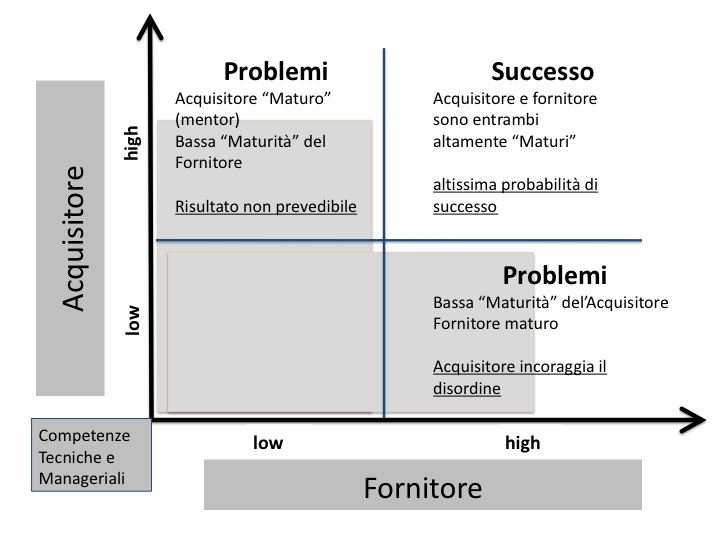 Problemi
Acquisitore “Maturo”
(mentor)
Bassa “Maturità” del
Fornitore
Risultato non prevedibile
Successo
Acquisitore e fornitore
sono entrambi
altamente “Maturi”
altissima probabilità di
successo
Problemi
Bassa “Maturità” del’Acquisitore
Fornitore maturo
Acquisitore incoraggia il
disordine
Acquisitore
high
low
Competenze
Tecniche e
Manageriali
low
high
Fornitore